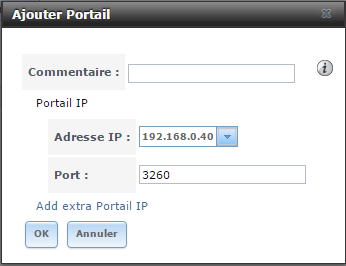 Ajouter Portail
Commentaire :
Portail IP
Adresse IP : 192.168.0.40
Port : 3260
Add extra Portail IP
OK Annuler